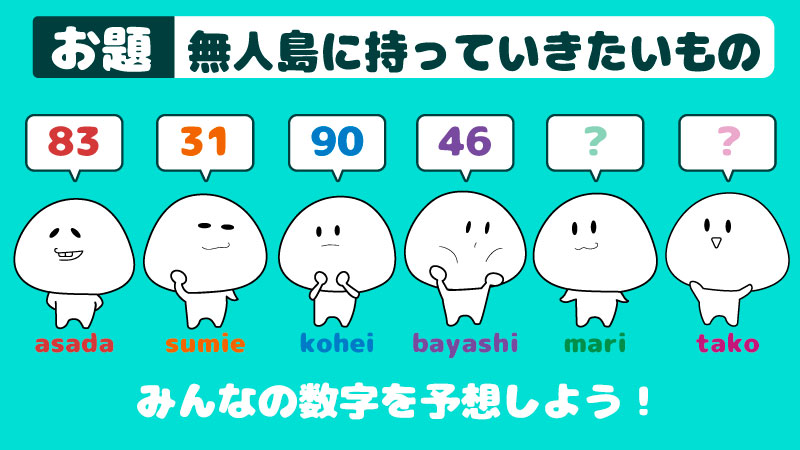 お題 無人島に持っていきたいもの
83 31 90 46 ? ?
asada sumie kohei bayashi mari tako
みんなの数字を予想しよう！